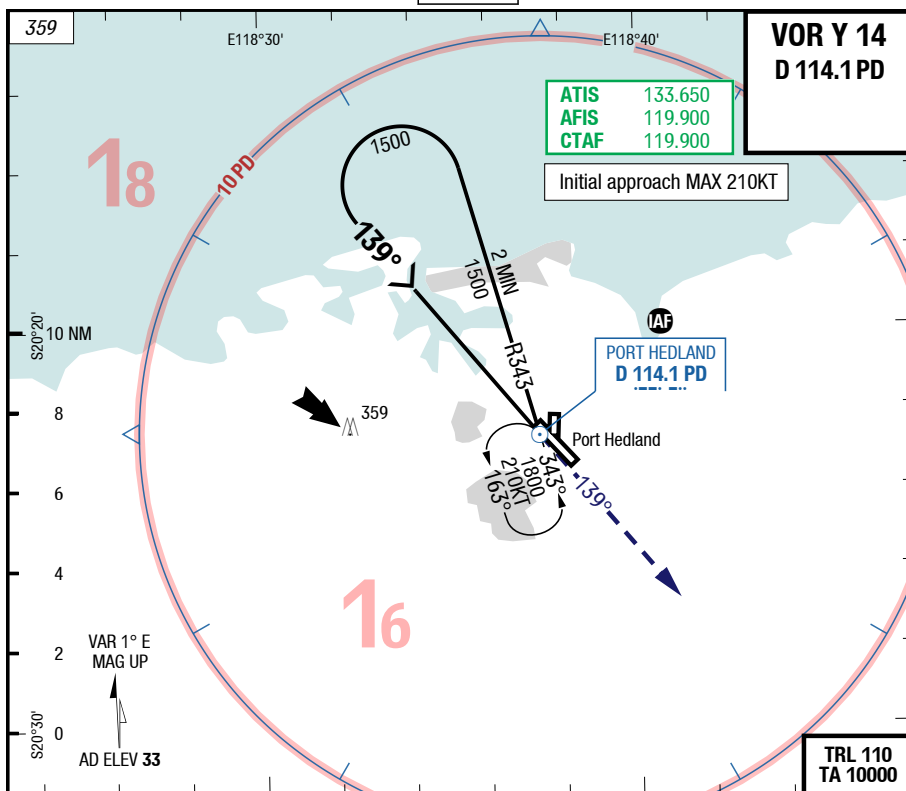 359
E118°30'
E118°40'
VOR Y 14
D 114.1 PD
ATIS 133.650
AFIS 119.900
CTAF 119.900
Initial approach MAX 210KT
18
10 PD
1500
139°
2 MIN
1500
R343
S20°20'
10 NM
IAF
PORT HEDLAND
D 114.1 PD
8
359
Port Hedland
6
343°
1800
210KT
163°
139°
4
16
2
VAR 1° E
MAG UP
S20°30'
0
AD ELEV 33
TRL 110
TA 10000